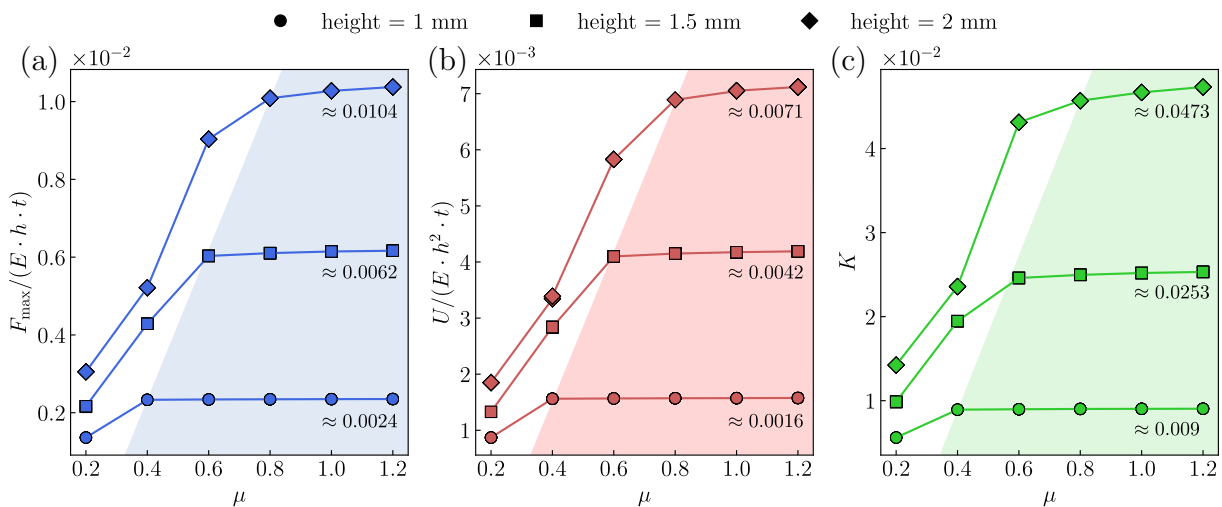 height = 1 mm height = 1.5 mm height = 2 mm
(a) ×10⁻²
F_max/(E · h · t)
1.0
0.8
0.6
0.4
0.2
≈ 0.0104
≈ 0.0062
≈ 0.0024
0.2 0.4 0.6 0.8 1.0 1.2
μ
(b) ×10⁻³
U/(E · h² · t)
7
6
5
4
3
2
1
≈ 0.0071
≈ 0.0042
≈ 0.0016
0.2 0.4 0.6 0.8 1.0 1.2
μ
(c) ×10⁻²
K
4
2
1
≈ 0.0473
≈ 0.0253
≈ 0.009
0.2 0.4 0.6 0.8 1.0 1.2
μ